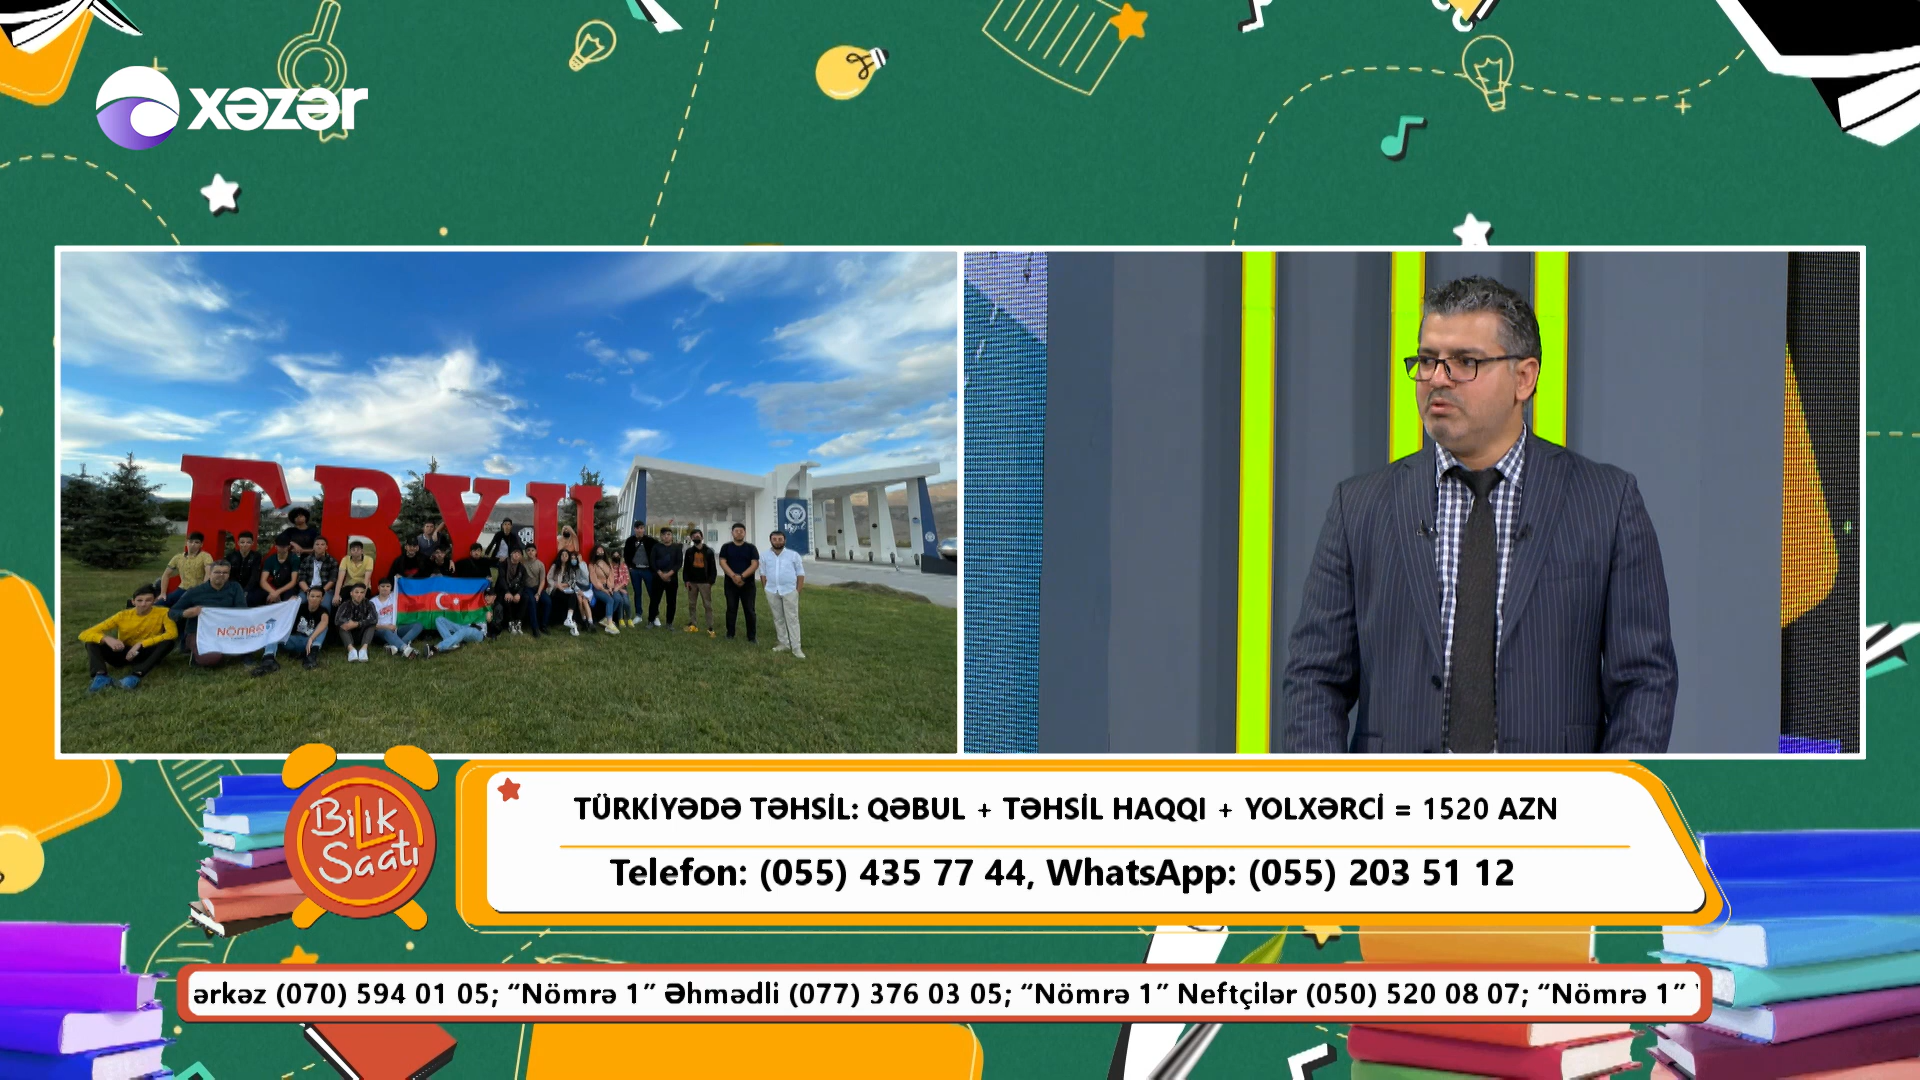 xəzər
EBYU
NÖMRƏ
Bilik
Saatı
TÜRKİYƏDƏ TƏHSİL: QƏBUL + TƏHSİL HAQQI + YOLXƏRCİ = 1520 AZN
Telefon: (055) 435 77 44, WhatsApp: (055) 203 51 12
ərkəz (070) 594 01 05; “Nömrə 1” Əhmədli (077) 376 03 05; “Nömrə 1” Neftçilər (050) 520 08 07; “Nömrə 1”